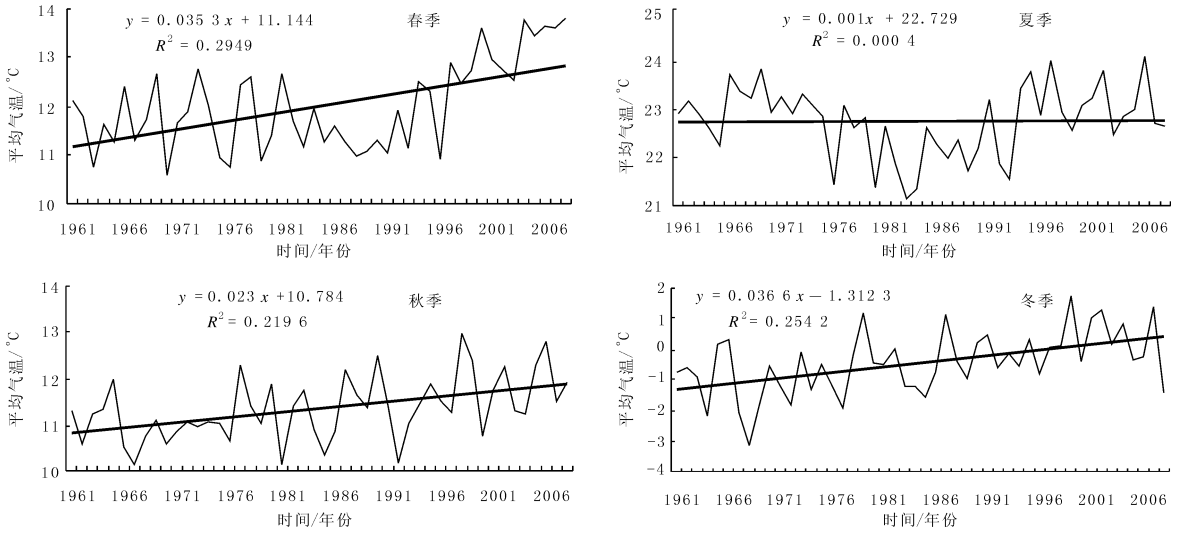 y = 0.035 3 x + 11.144
R² = 0.2949
春季
平均气温/℃
14
13
12
11
10
1961 1966 1971 1976 1981 1986 1991 1996 2001 2006
时间/年份
y = 0.001x + 22.729
R² = 0.000 4
夏季
平均气温/℃
25
24
23
22
21
1961 1966 1971 1976 1981 1986 1991 1996 2001 2006
时间/年份
y = 0.023 x +10.784
R² = 0.219 6
秋季
平均气温/℃
14
13
12
11
10
1961 1966 1971 1976 1981 1986 1991 1996 2001 2006
时间/年份
y = 0.036 6 x — 1.312 3
R² = 0.254 2
冬季
平均气温/℃
2
1
0
−1
−2
−3
−4
1961 1966 1971 1976 1981 1986 1991 1996 2001 2006
时间/年份